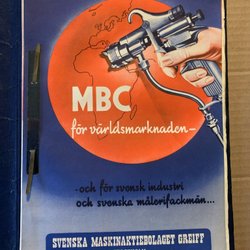 MBC
för världsmarknaden-
-och för svensk industri
och svenska målerifackmän...
SVENSKA MASKINAKTIEBOLAGET GREIFF